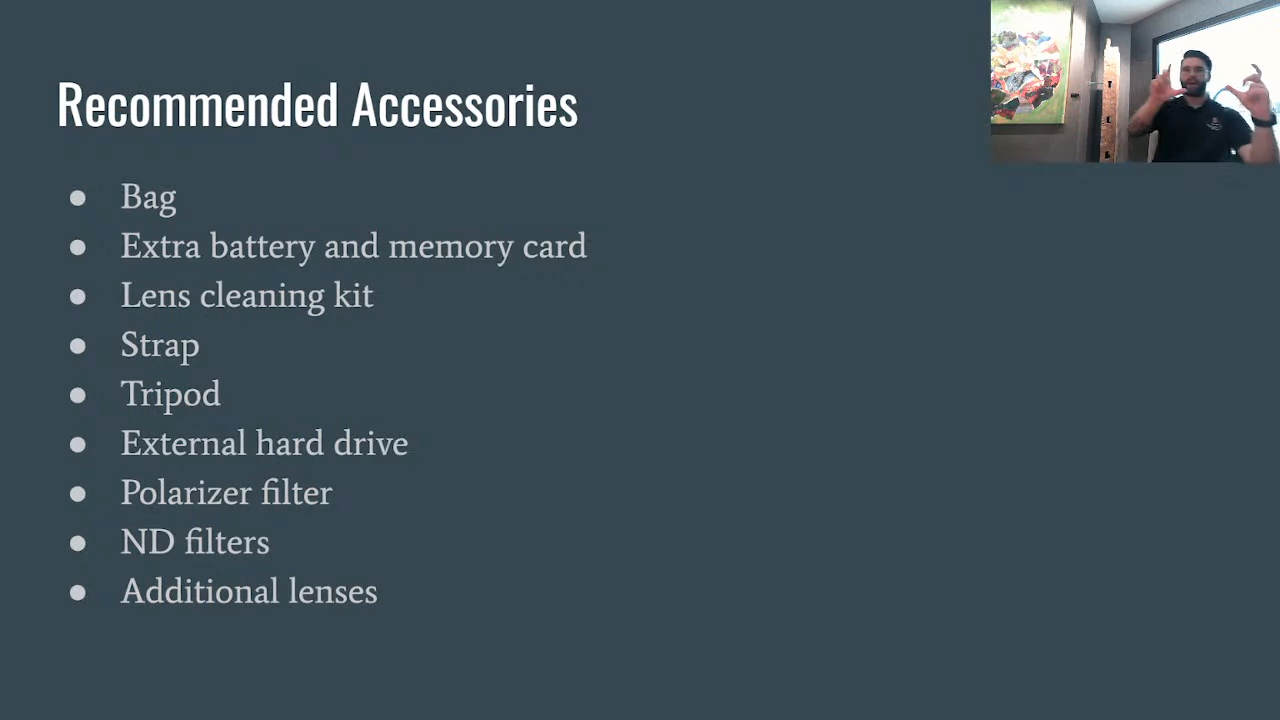 Recommended Accessories
Bag
Extra battery and memory card
Lens cleaning kit
Strap
Tripod
External hard drive
Polarizer filter
ND filters
Additional lenses